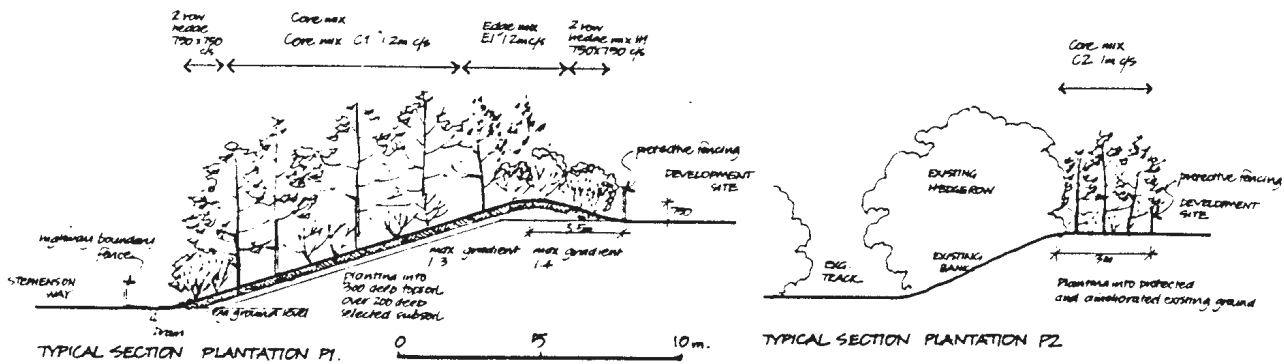 2 row
hedge
750 x 750
c/s
Core mix
Core mix C1 1.2m c/s
Edge mix
E1 1.2m c/s
2 row
hedge mix H1
750x750 c/s
protective fencing
DEVELOPMENT
SITE
750
3.5m
max gradient
1:3
max gradient
1:4
Highway boundary
fence
STEPHENSON
WAY
drain
ground level
Planting into
300 deep topsoil
over 200 deep
selected subsoil
TYPICAL SECTION PLANTATION P1.
0 5 10 m.
Core mix
C2 1m c/s
EXISTING
HEDGEROW
protective fencing
DEVELOPMENT
SITE
EXG.
TRACK
EXISTING
BANK
3m
Planting into protected
and ameliorated existing ground
TYPICAL SECTION PLANTATION P2